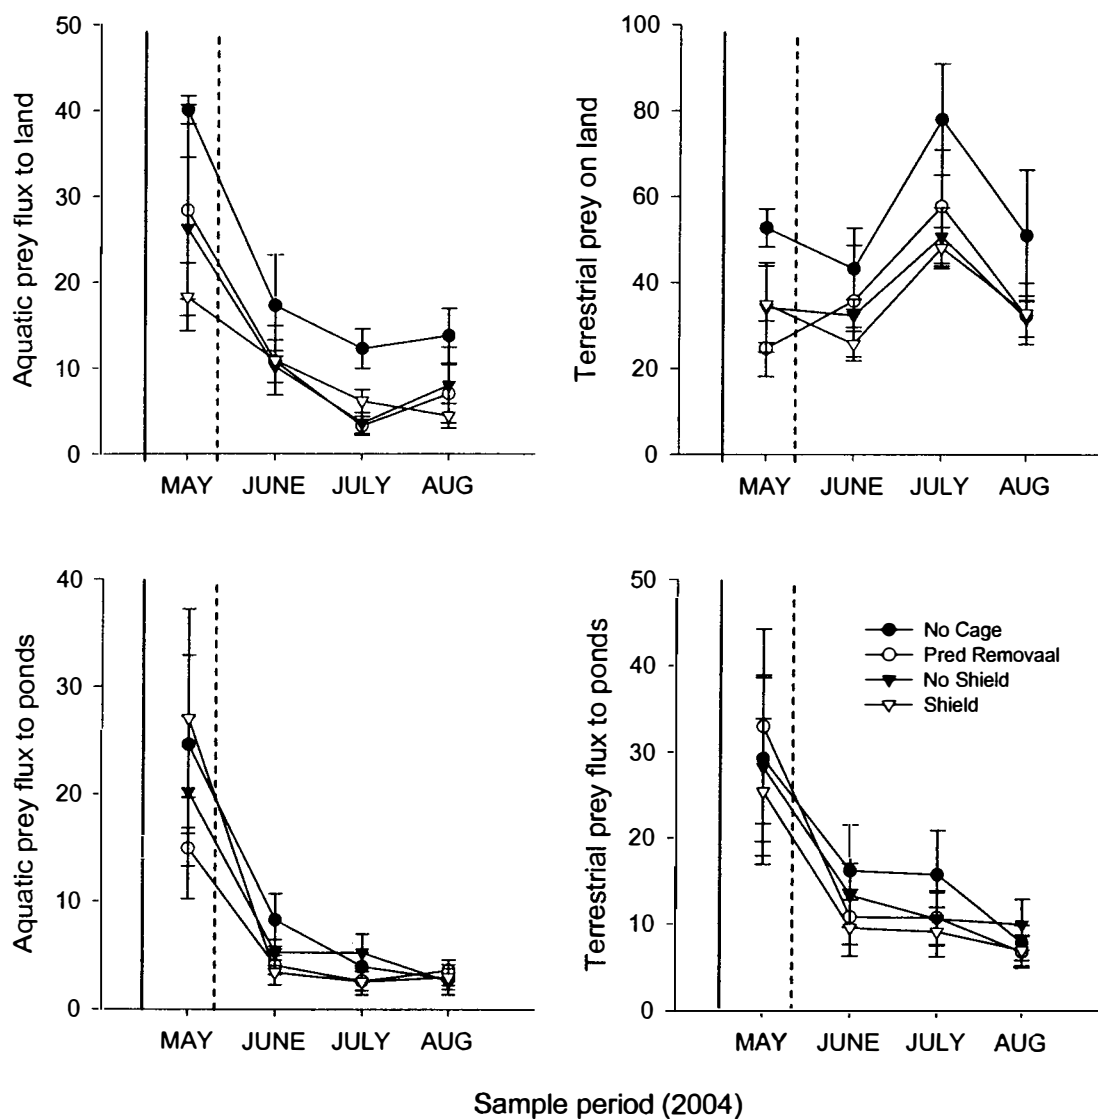 Aquatic prey flux to land
50
40
30
20
10
0
MAY JUNE JULY AUG
Terrestrial prey on land
100
80
60
40
20
0
MAY JUNE JULY AUG
Aquatic prey flux to ponds
40
30
20
10
0
MAY JUNE JULY AUG
Terrestrial prey flux to ponds
50
40
30
20
10
0
No Cage
Pred Removaal
No Shield
Shield
MAY JUNE JULY AUG
Sample period (2004)